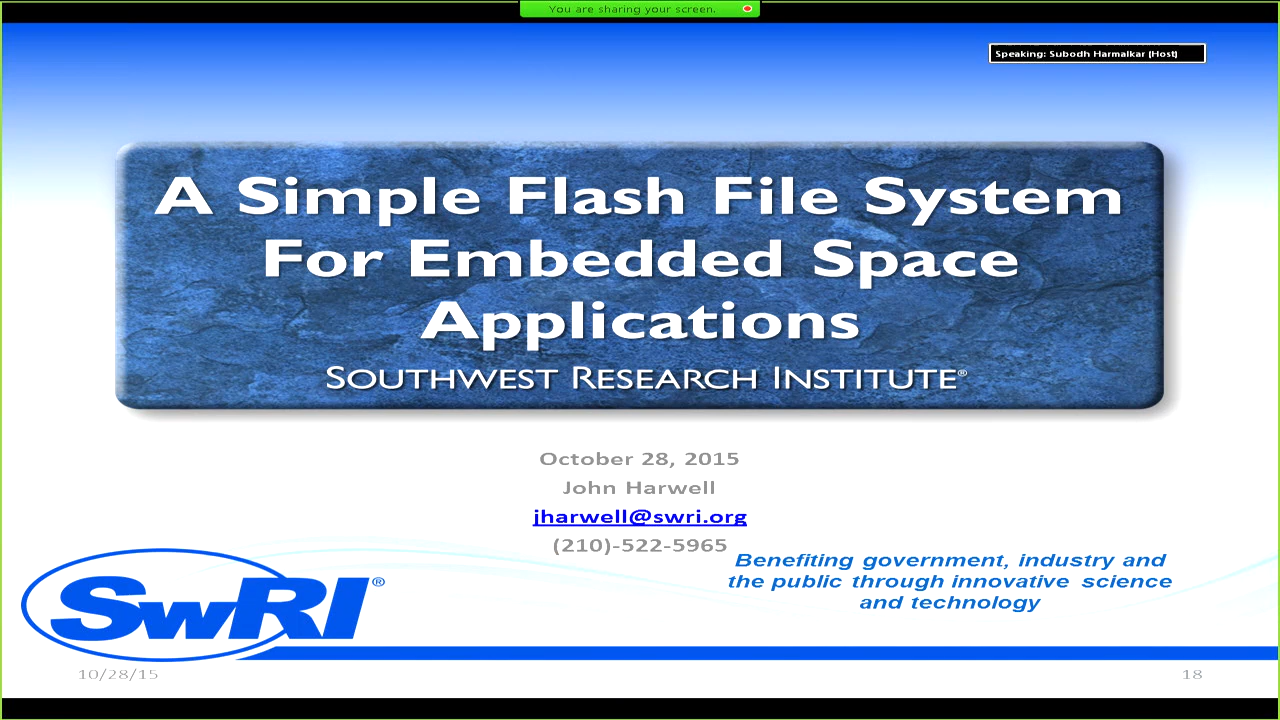 You are sharing your screen.
Speaking: Subodh Harmalkar (Host)
A Simple Flash File System
For Embedded Space
Applications
SOUTHWEST RESEARCH INSTITUTE®
October 28, 2015
John Harwell
jharwell@swri.org
(210)-522-5965
Benefiting government, industry and
the public through innovative science
and technology
SwRI®
10/28/15
18